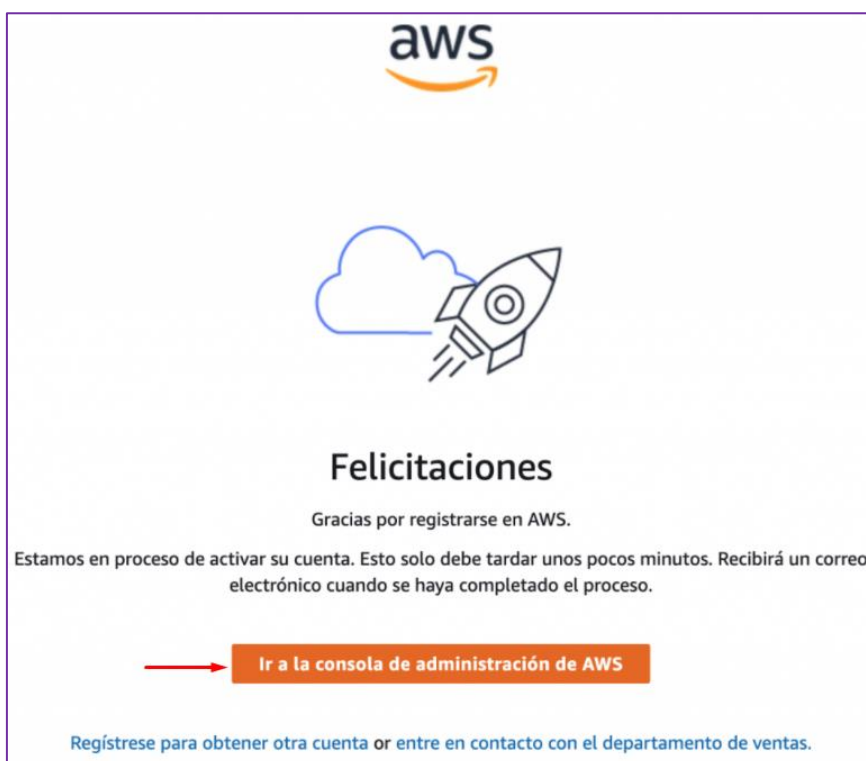 aws
Felicitaciones
Gracias por registrarse en AWS.
Estamos en proceso de activar su cuenta. Esto solo debe tardar unos pocos minutos. Recibirá un correo
electrónico cuando se haya completado el proceso.
Ir a la consola de administración de AWS
Regístrese para obtener otra cuenta or entre en contacto con el departamento de ventas.